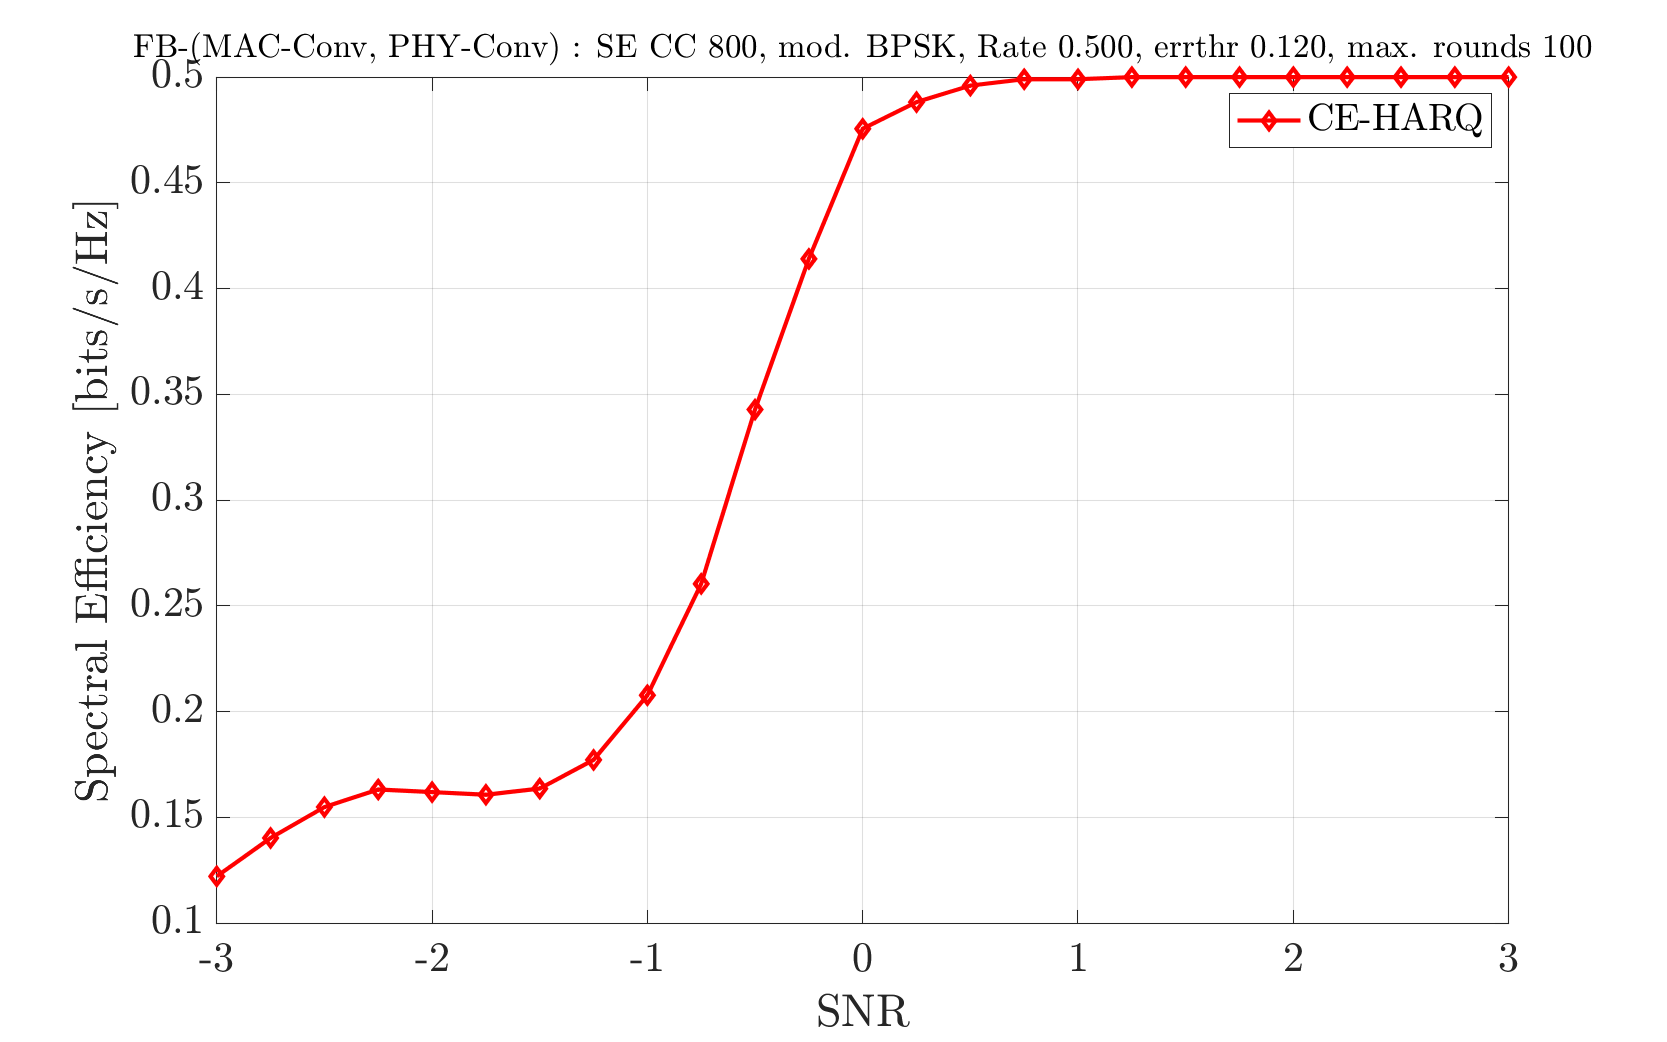 FB-(MAC-Conv, PHY-Conv) : SE CC 800, mod. BPSK, Rate 0.500, errthr 0.120, max. rounds 100
0.5
CE-HARQ
0.45
0.4
0.35
0.3
0.25
0.2
0.15
0.1
Spectral Efficiency [bits/s/Hz]
-3 -2 -1 0 1 2 3
SNR